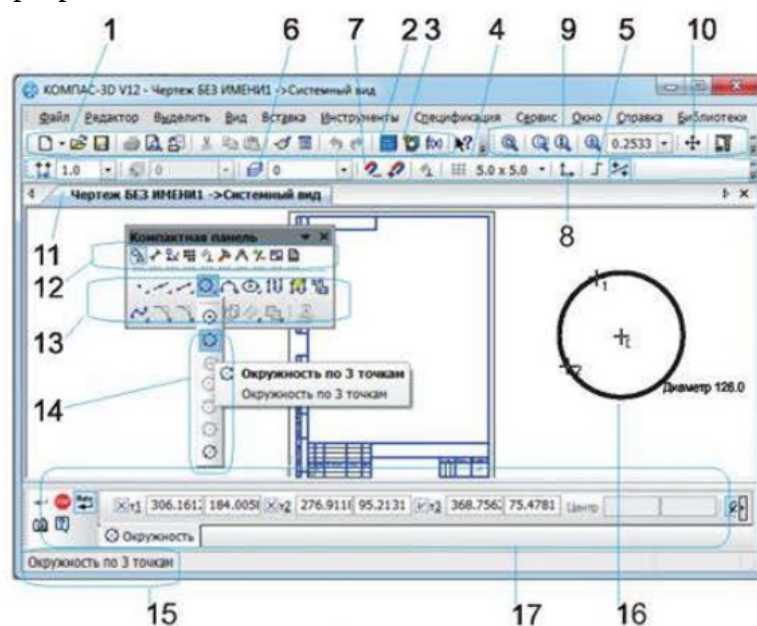 1 6 7 2 3 4 9 5 10
КОМПАС-3D V12 - Чертеж БЕЗ ИМЕНИ1 ->Системный вид
Файл Редактор Выделить Вид Вставка Инструменты Спецификация Сервис Окно Справка Библиотеки
f(x) 0.2533
1.0 0 0 5.0 x 5.0
Чертеж БЕЗ ИМЕНИ1 ->Системный вид
8
11
Компактная панель
12
13
14
Окружность по 3 точкам
Окружность по 3 точкам
1
Диаметр 126.0
т1 306.1612 184.0058 т2 276.9118 95.2131 т3 368.7562 75.4781 Центр
Окружность
Окружность по 3 точкам
15 17 16